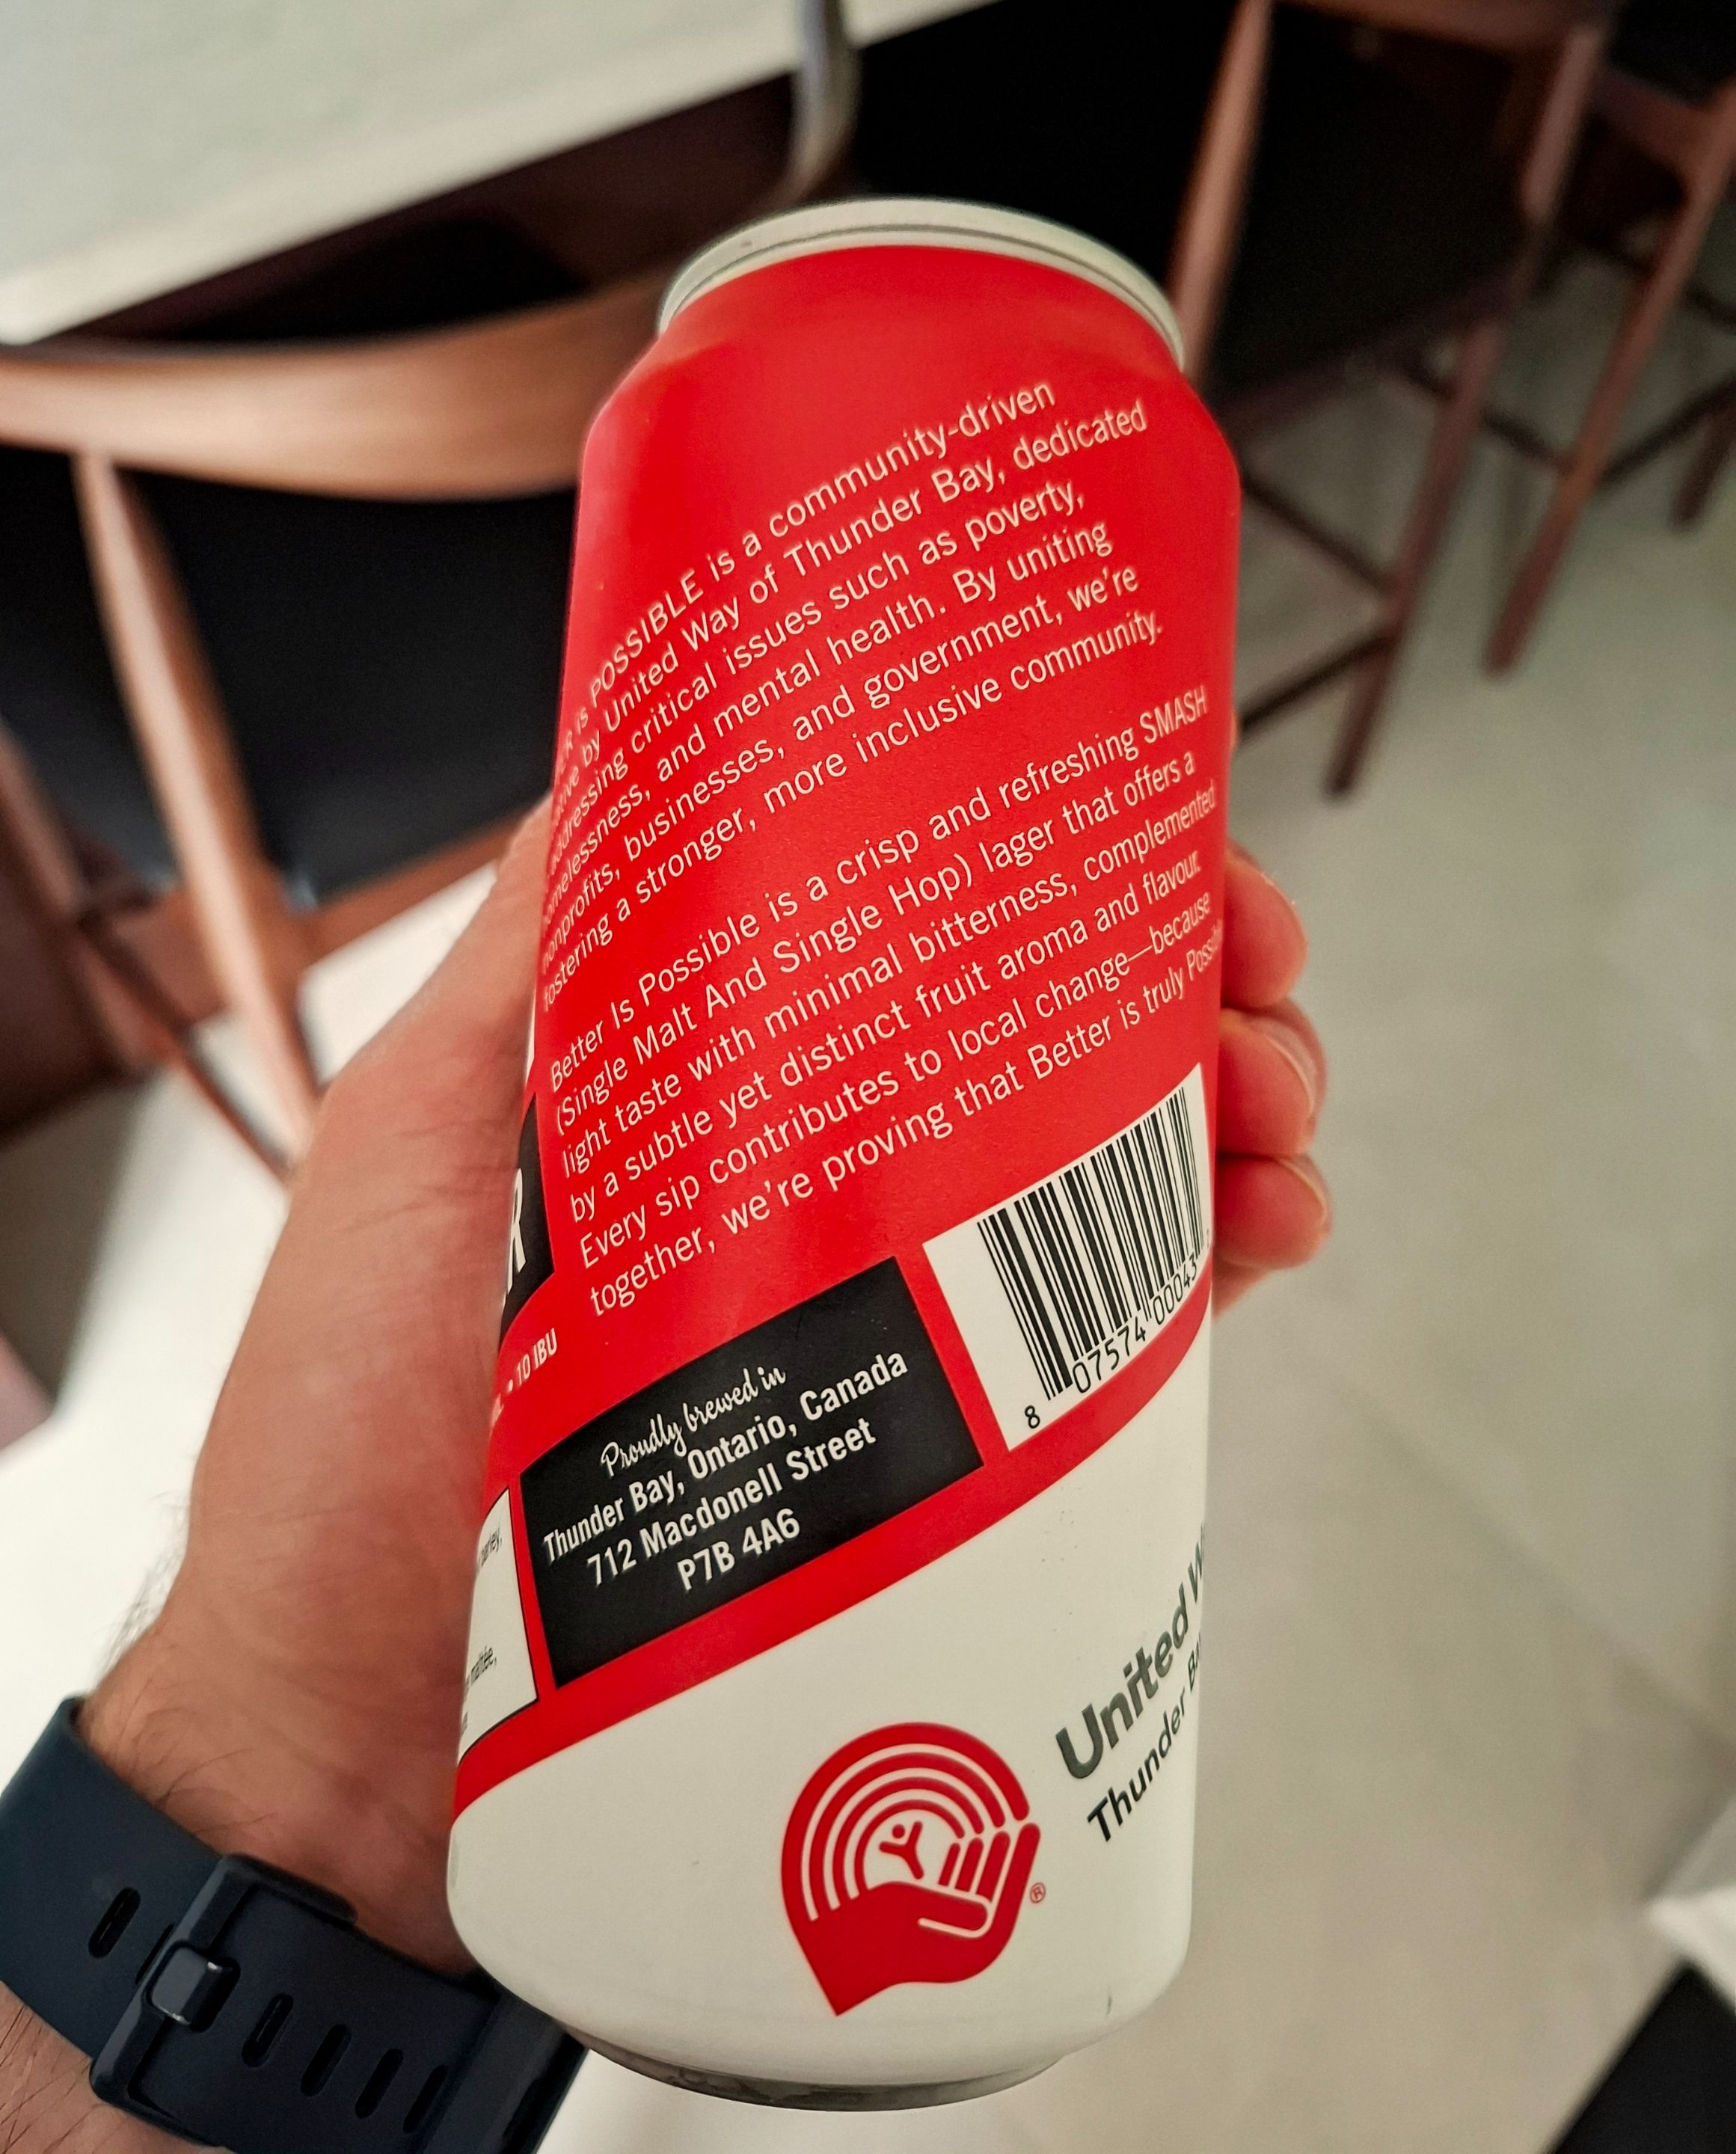 is POSSIBLE is a community-driven
by United Way of Thunder Bay, dedicated
addressing critical issues such as poverty,
and mental health. By uniting
nonprofits, businesses, and government, we're
fostering a stronger, more inclusive community.
Better Is Possible is a crisp and refreshing SMASH
(Single Malt And Single Hop) lager that offers a
light taste with minimal bitterness, complemented
by a subtle yet distinct fruit aroma and flavour.
Every sip contributes to local change—because
together, we're proving that Better is truly
• 10 IBU
Proudly brewed in
Thunder Bay, Ontario, Canada
712 Macdonell Street
P7B 4A6
8 07574 00043
United
Thunder
®